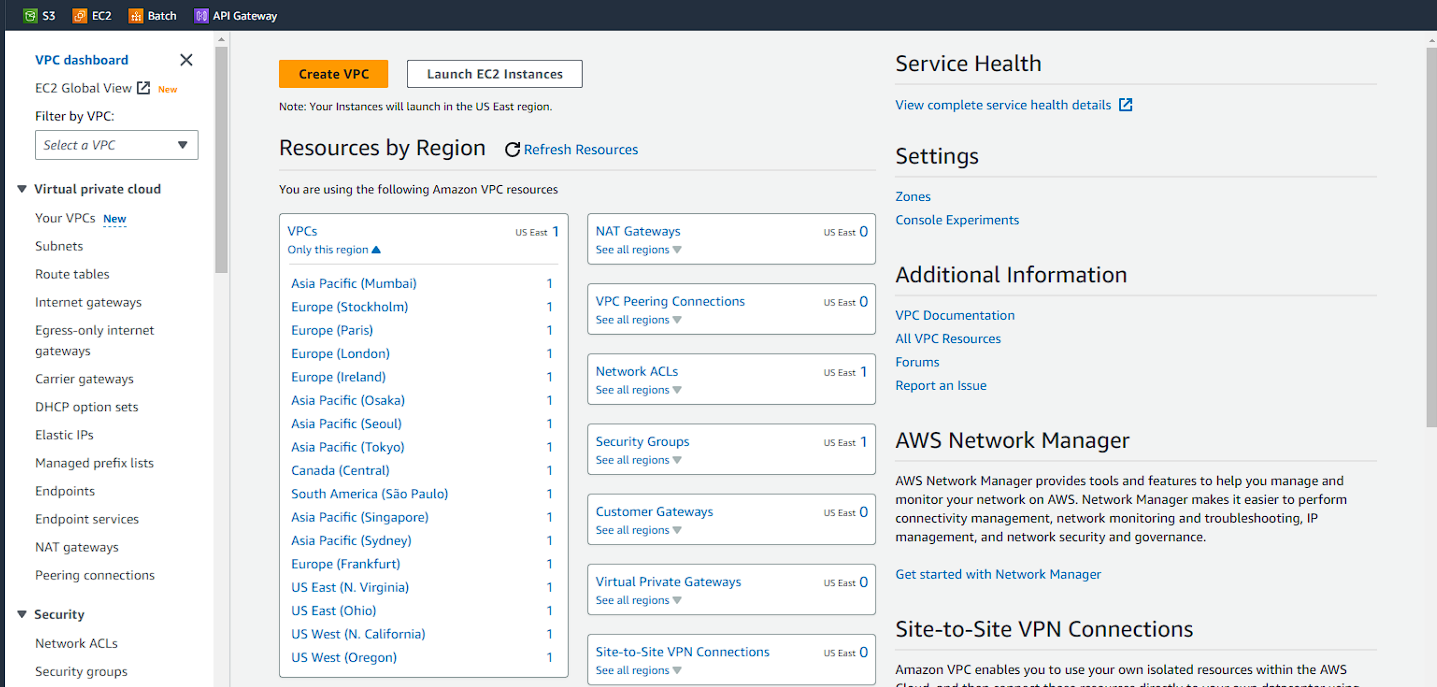 S3 EC2 Batch API Gateway
VPC dashboard
EC2 Global View New
Filter by VPC:
Select a VPC
Virtual private cloud
Your VPCs New
Subnets
Route tables
Internet gateways
Egress-only internet
gateways
Carrier gateways
DHCP option sets
Elastic IPs
Managed prefix lists
Endpoints
Endpoint services
NAT gateways
Peering connections
Security
Network ACLs
Security groups
Create VPC
Launch EC2 Instances
Note: Your Instances will launch in the US East region.
Resources by Region Refresh Resources
You are using the following Amazon VPC resources
VPCs US East 1
Only this region
Asia Pacific (Mumbai) 1
Europe (Stockholm) 1
Europe (Paris) 1
Europe (London) 1
Europe (Ireland) 1
Asia Pacific (Osaka) 1
Asia Pacific (Seoul) 1
Asia Pacific (Tokyo) 1
Canada (Central) 1
South America (São Paulo) 1
Asia Pacific (Singapore) 1
Asia Pacific (Sydney) 1
Europe (Frankfurt) 1
US East (N. Virginia) 1
US East (Ohio) 1
US West (N. California) 1
US West (Oregon) 1
NAT Gateways US East 0
See all regions
VPC Peering Connections US East 0
See all regions
Network ACLs US East 1
See all regions
Security Groups US East 1
See all regions
Customer Gateways US East 0
See all regions
Virtual Private Gateways US East 0
See all regions
Site-to-Site VPN Connections US East 0
See all regions
Service Health
View complete service health details
Settings
Zones
Console Experiments
Additional Information
VPC Documentation
All VPC Resources
Forums
Report an Issue
AWS Network Manager
AWS Network Manager provides tools and features to help you manage and
monitor your network on AWS. Network Manager makes it easier to perform
connectivity management, network monitoring and troubleshooting, IP
management, and network security and governance.
Get started with Network Manager
Site-to-Site VPN Connections
Amazon VPC enables you to use your own isolated resources within the AWS
Cloud, and then connect those resources directly to your own datacenter using